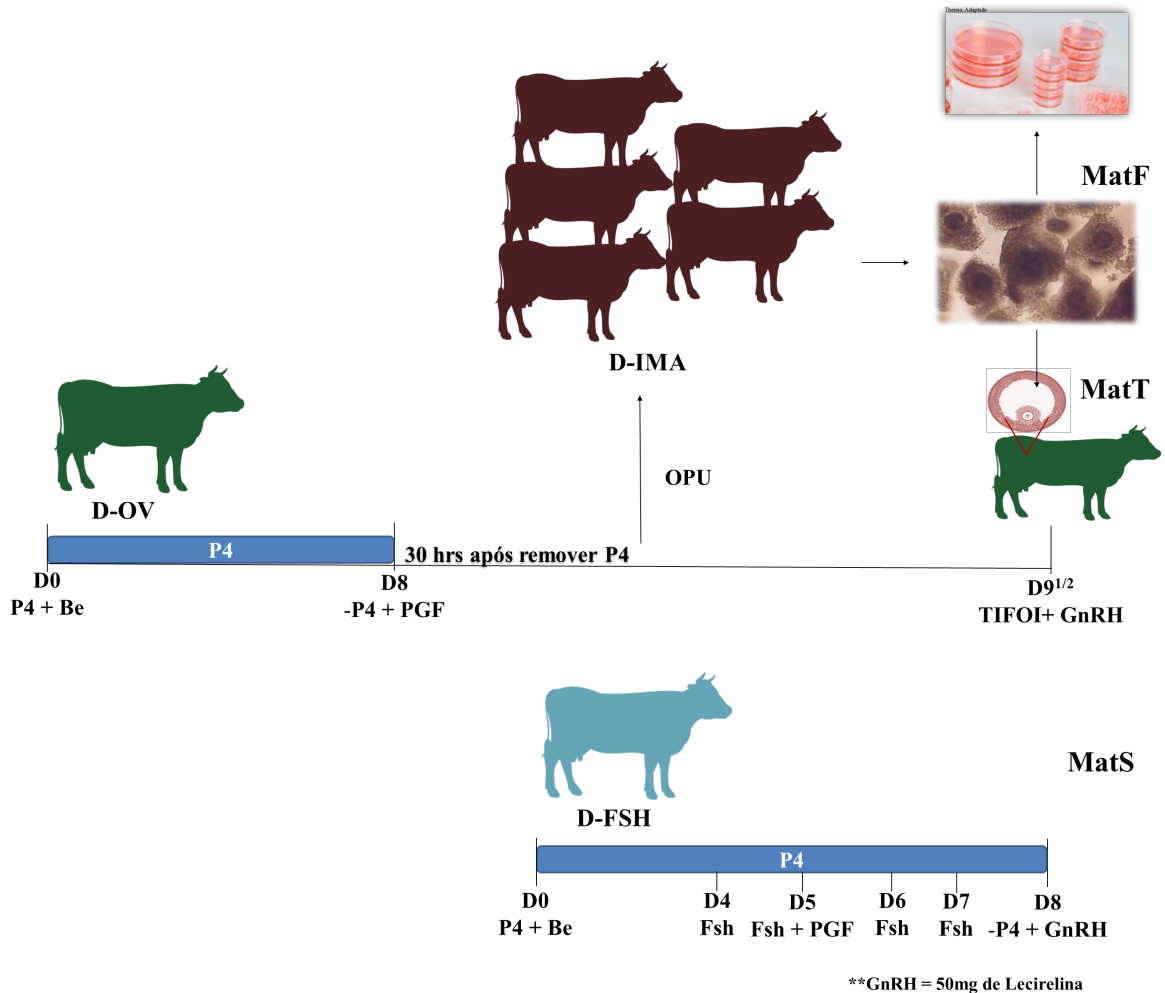 Thermo; Adaptado
MatF
D-IMA
MatT
D-OV
OPU
P4
30 hrs após remover P4
D0
P4 + Be
D8
-P4 + PGF
D9^1/2
TIFOI+ GnRH
MatS
D-FSH
P4
D0
P4 + Be
D4
Fsh
D5
Fsh + PGF
D6
Fsh
D7
Fsh
D8
-P4 + GnRH
**GnRH = 50mg de Lecirelina